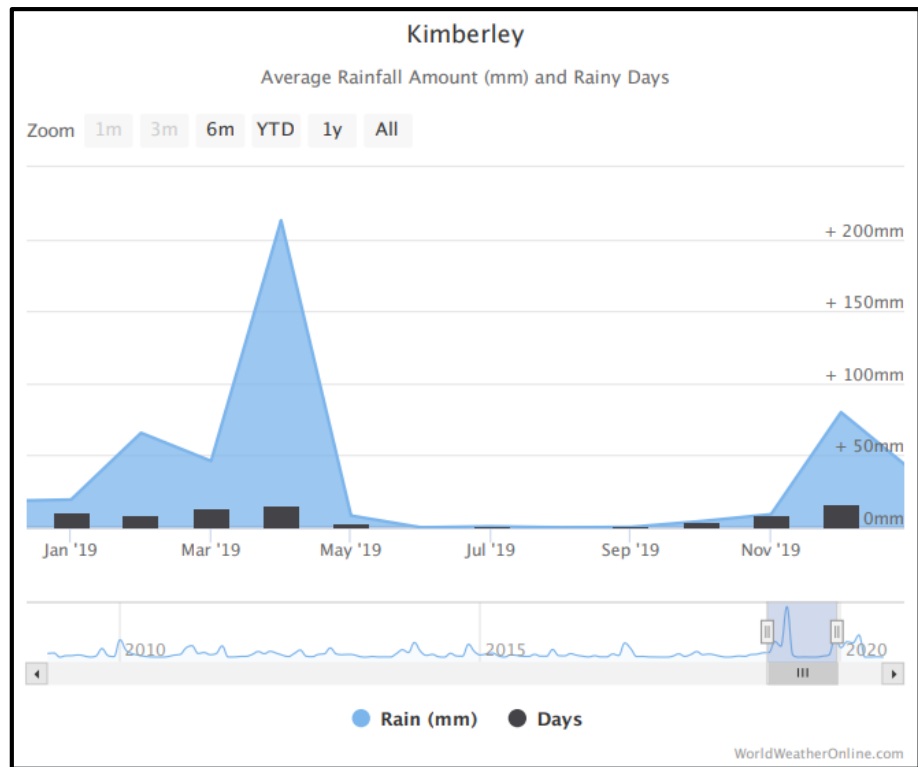 Kimberley
Average Rainfall Amount (mm) and Rainy Days
Zoom 1m 3m 6m YTD 1y All
+ 200mm
+ 150mm
+ 100mm
+ 50mm
0mm
Jan '19 Mar '19 May '19 Jul '19 Sep '19 Nov '19
2010 2015 2020
Rain (mm) Days
WorldWeatherOnline.com